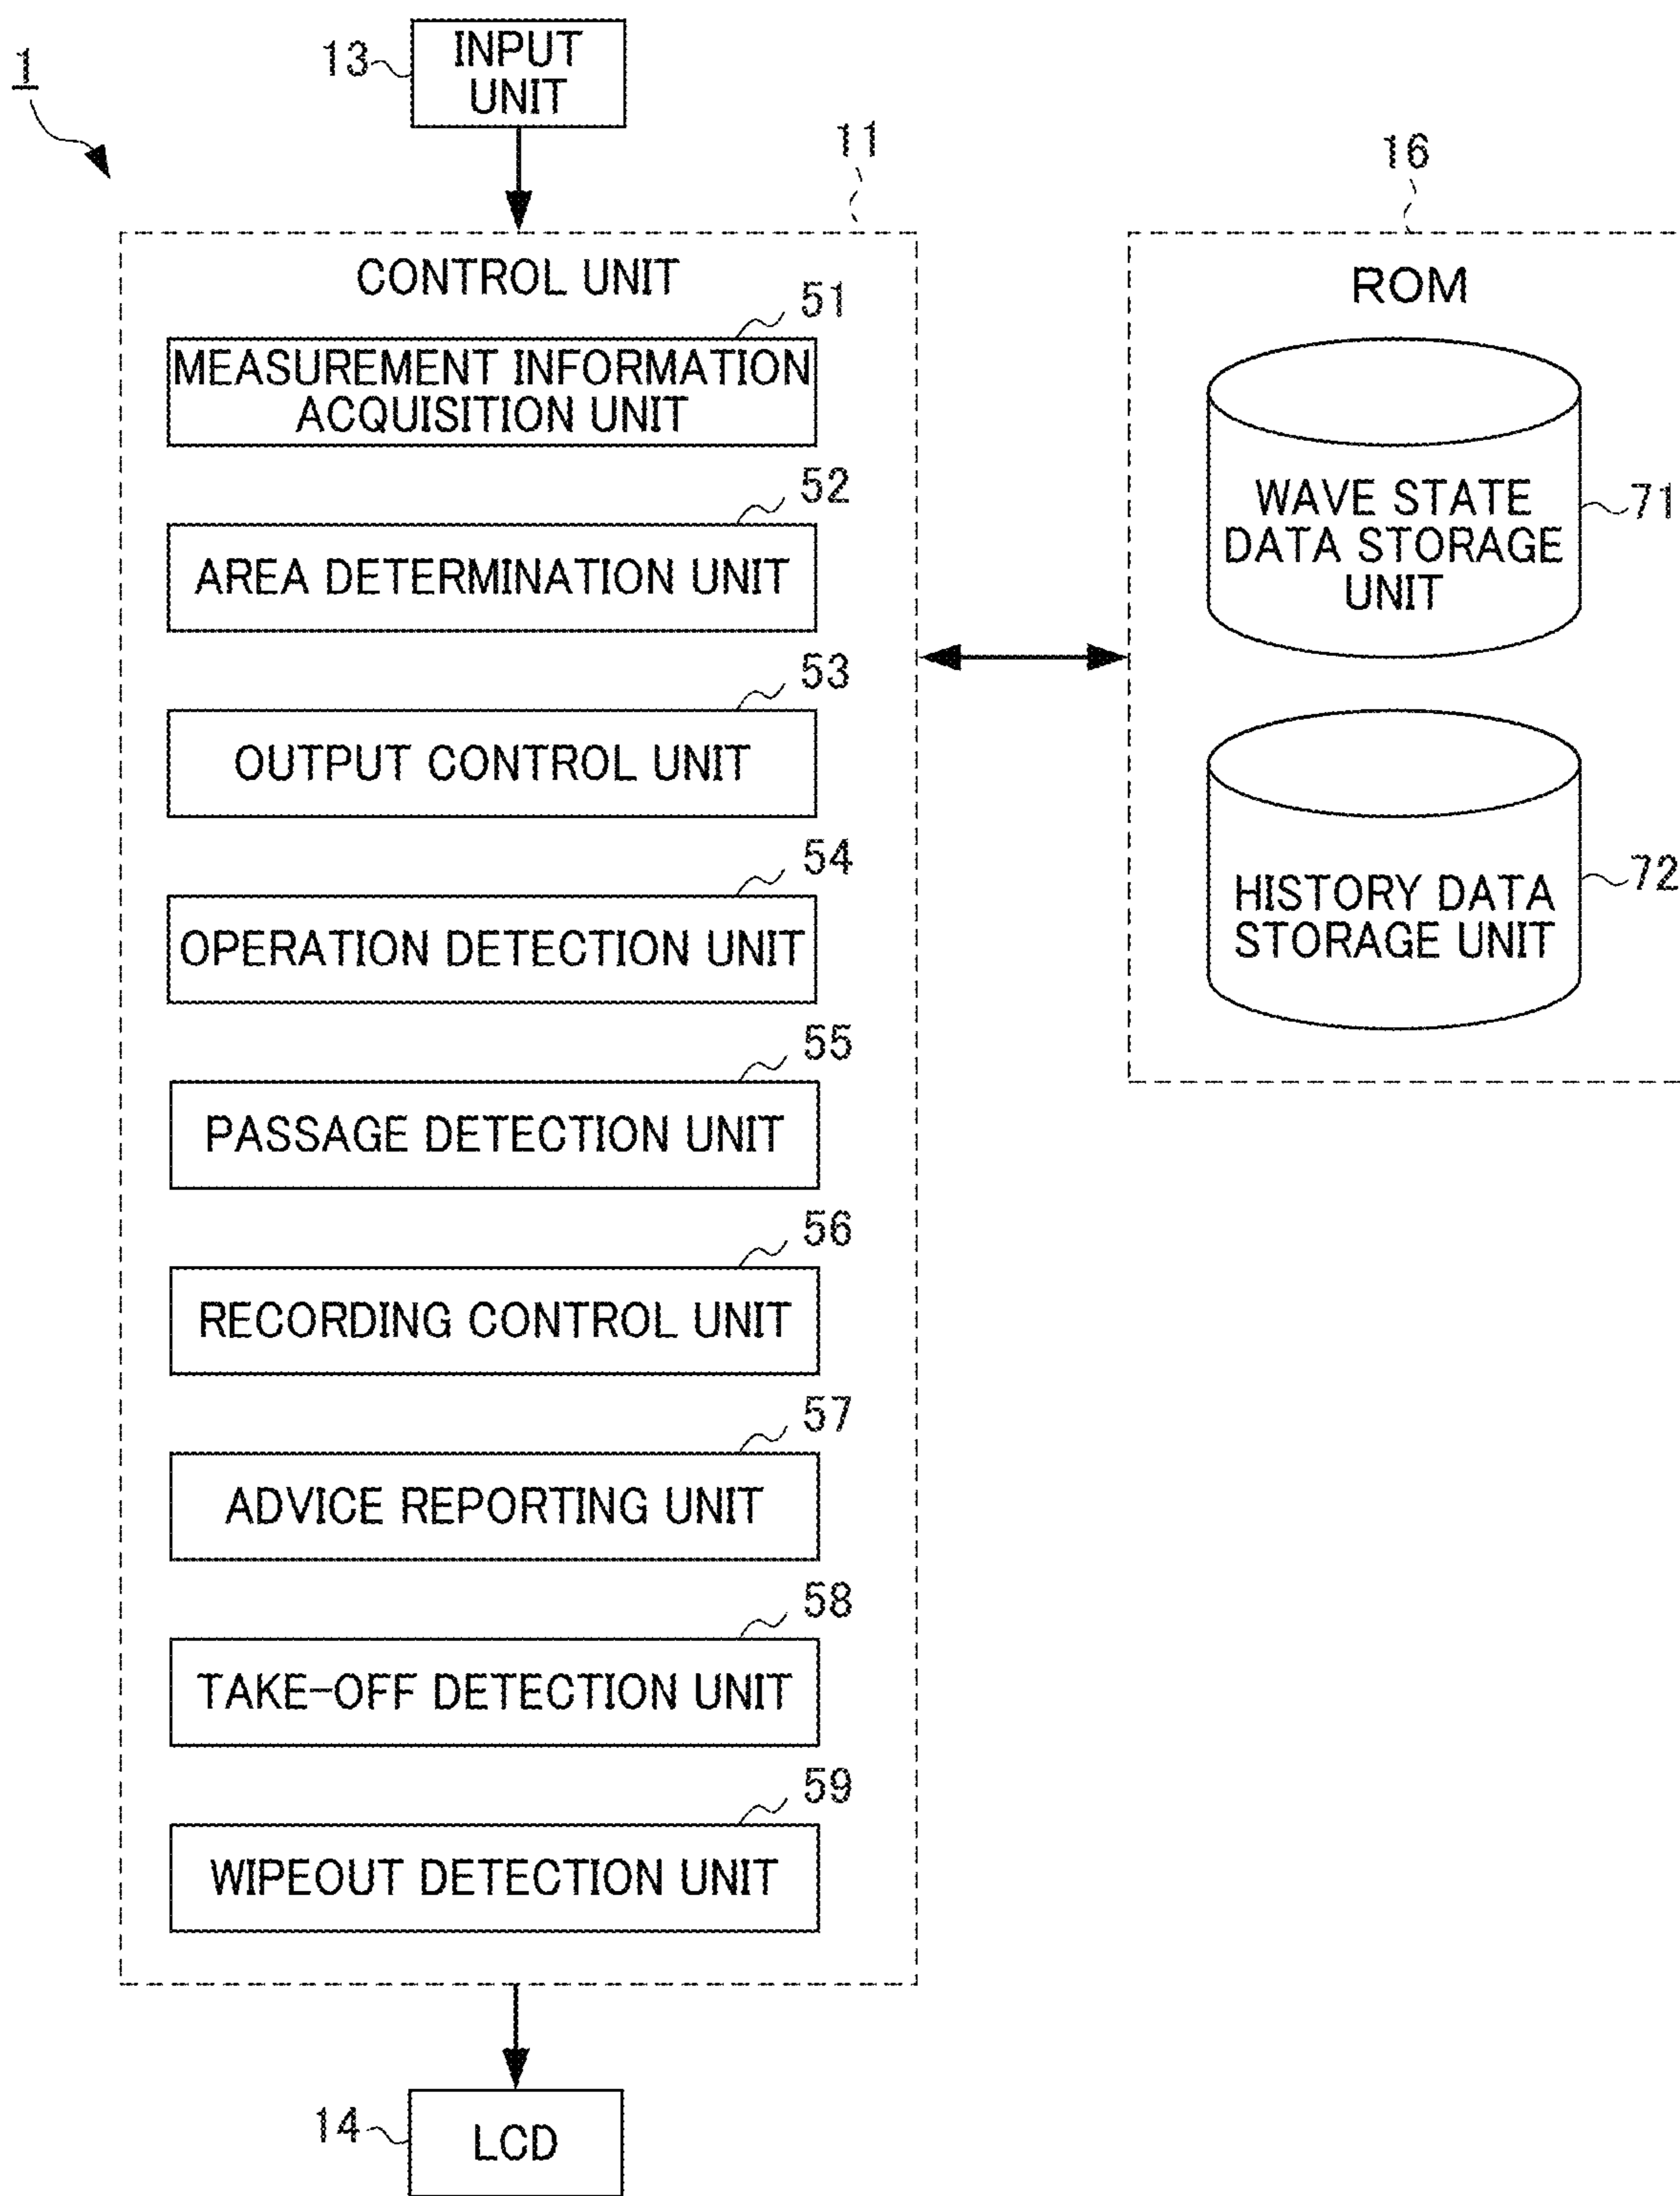 1
13
INPUT
UNIT
11
CONTROL UNIT
51
MEASUREMENT INFORMATION
ACQUISITION UNIT
52
AREA DETERMINATION UNIT
53
OUTPUT CONTROL UNIT
54
OPERATION DETECTION UNIT
55
PASSAGE DETECTION UNIT
56
RECORDING CONTROL UNIT
57
ADVICE REPORTING UNIT
58
TAKE-OFF DETECTION UNIT
59
WIPEOUT DETECTION UNIT
16
ROM
WAVE STATE
DATA STORAGE
UNIT
71
HISTORY DATA
STORAGE UNIT
72
14
LCD